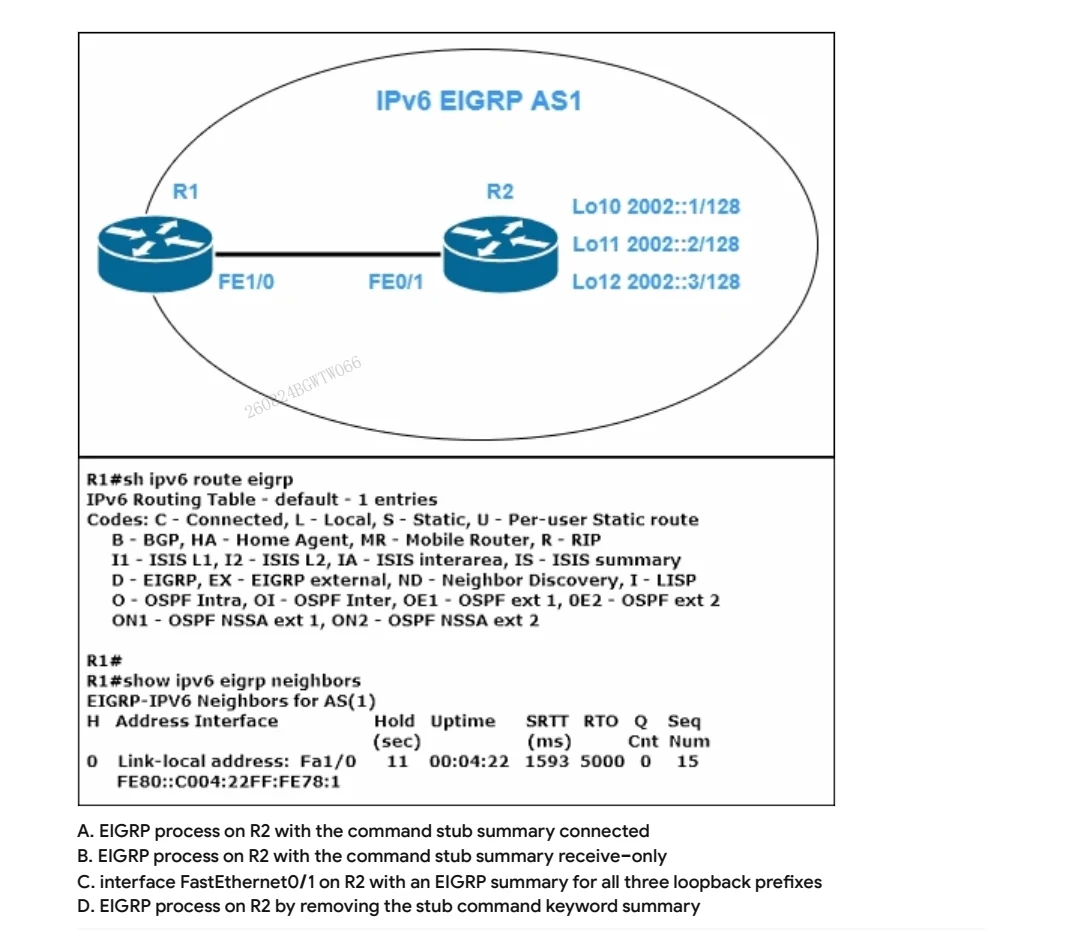 IPv6 EIGRP AS1
R1
R2
Lo10 2002::1/128
Lo11 2002::2/128
Lo12 2002::3/128
FE1/0
FE0/1
260824BGWTW066
R1#sh ipv6 route eigrp
IPv6 Routing Table - default - 1 entries
Codes: C - Connected, L - Local, S - Static, U - Per-user Static route
B - BGP, HA - Home Agent, MR - Mobile Router, R - RIP
I1 - ISIS L1, I2 - ISIS L2, IA - ISIS interarea, IS - ISIS summary
D - EIGRP, EX - EIGRP external, ND - Neighbor Discovery, I - LISP
O - OSPF Intra, OI - OSPF Inter, OE1 - OSPF ext 1, 0E2 - OSPF ext 2
ON1 - OSPF NSSA ext 1, ON2 - OSPF NSSA ext 2
R1#
R1#show ipv6 eigrp neighbors
EIGRP-IPV6 Neighbors for AS(1)
H Address Interface Hold Uptime SRTT RTO Q Seq
(sec) (ms) Cnt Num
0 Link-local address: Fa1/0 11 00:04:22 1593 5000 0 15
FE80::C004:22FF:FE78:1
A. EIGRP process on R2 with the command stub summary connected
B. EIGRP process on R2 with the command stub summary receive-only
C. interface FastEthernet0/1 on R2 with an EIGRP summary for all three loopback prefixes
D. EIGRP process on R2 by removing the stub command keyword summary